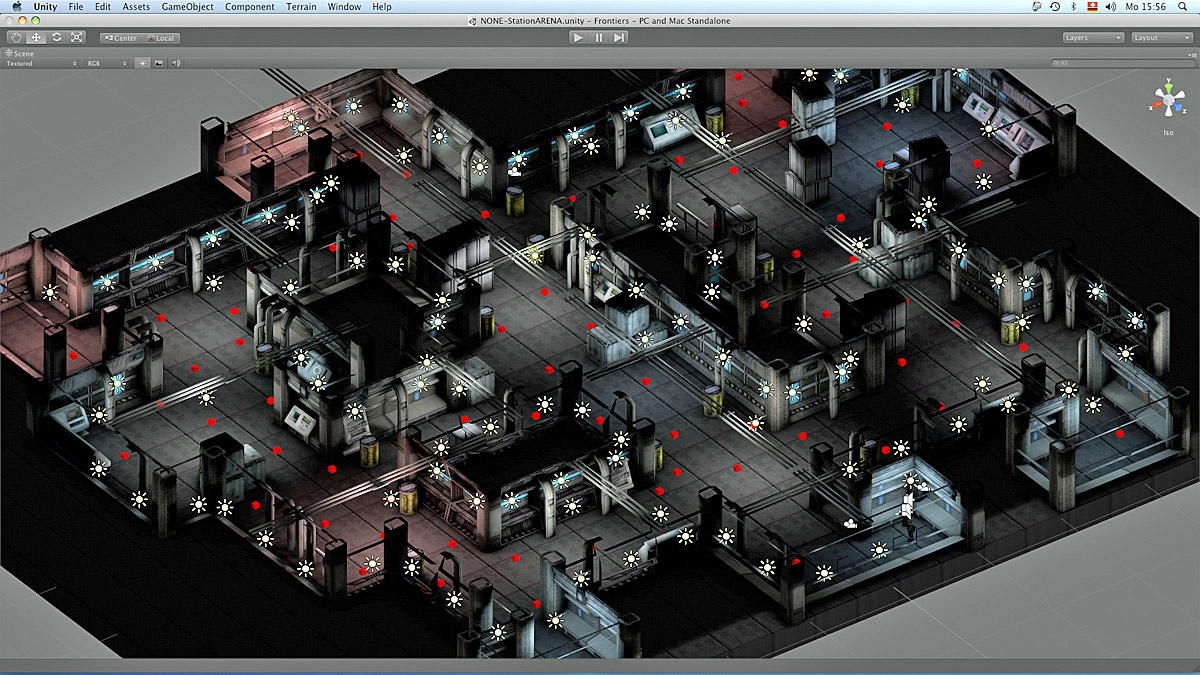 Unity File Edit Assets GameObject Component Terrain Window Help Mo 15:56
NONE-StationARENA.unity - Frontiers - PC and Mac Standalone
Center Local Layers Layout
Scene
Textured RGB All
y
x z
Iso